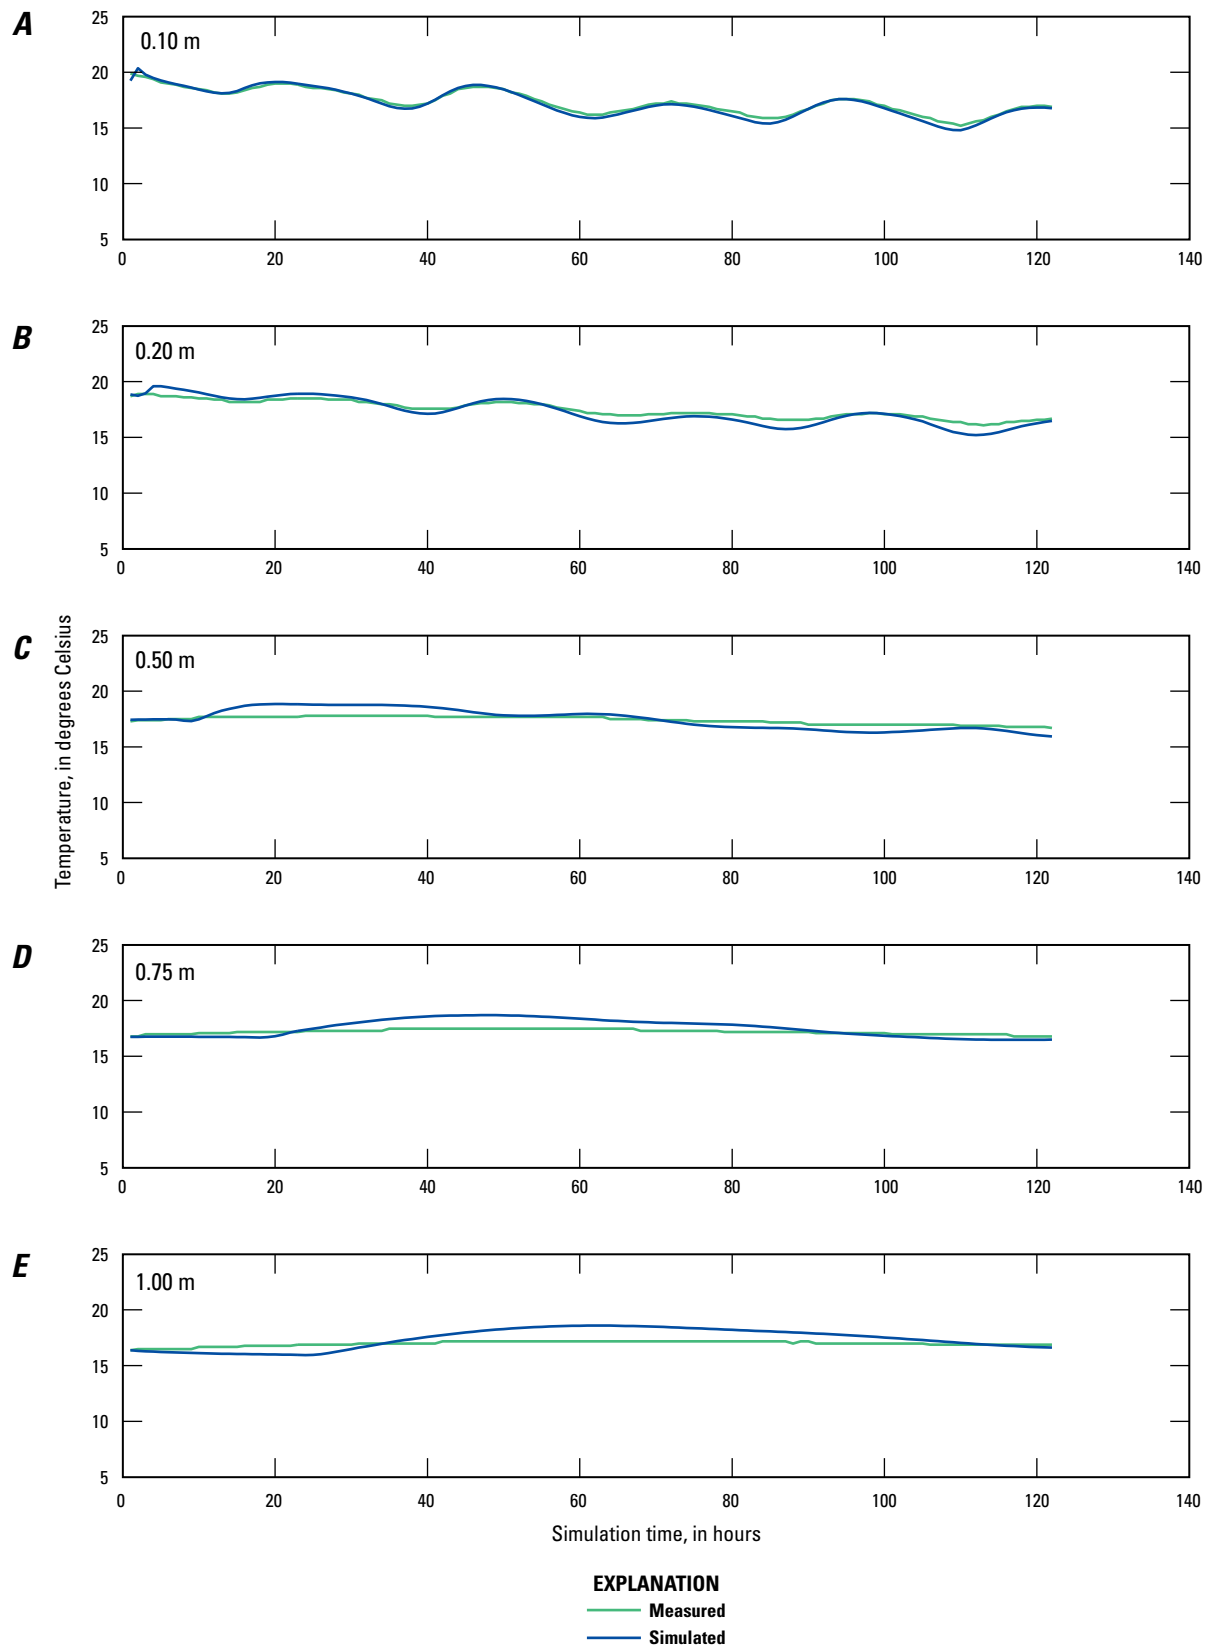 A
0.10 m
25
20
15
10
5
0 20 40 60 80 100 120 140
B
0.20 m
25
20
15
10
5
0 20 40 60 80 100 120 140
Temperature, in degrees Celsius
C
0.50 m
25
20
15
10
5
0 20 40 60 80 100 120 140
D
0.75 m
25
20
15
10
5
0 20 40 60 80 100 120 140
E
1.00 m
25
20
15
10
5
0 20 40 60 80 100 120 140
Simulation time, in hours
EXPLANATION
Measured
Simulated